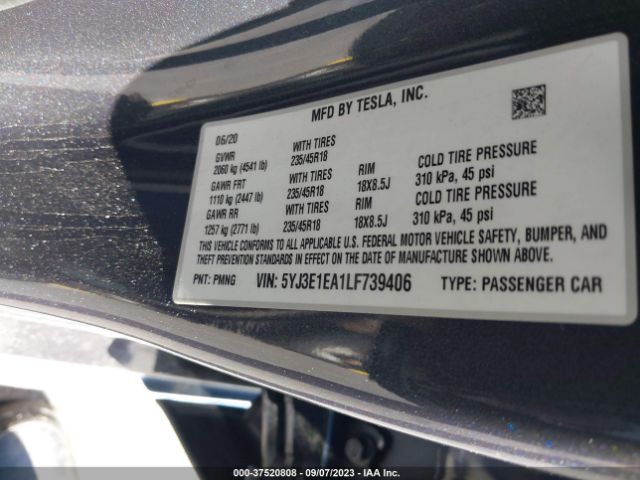 MFD BY TESLA, INC.
06/20
GVWR WITH TIRES
2060 kg (4541 lb) 235/45R18 RIM COLD TIRE PRESSURE
GAWR FRT WITH TIRES 18X8.5J 310 kPa, 45 psi
1110 kg (2447 lb) 235/45R18 RIM COLD TIRE PRESSURE
GAWR RR WITH TIRES 18X8.5J 310 kPa, 45 psi
1257 kg (2771 lb) 235/45R18
THIS VEHICLE CONFORMS TO ALL APPLICABLE U.S. FEDERAL MOTOR VEHICLE SAFETY, BUMPER, AND
THEFT PREVENTION STANDARDS IN EFFECT ON THE DATE OF MANUFACTURE SHOWN ABOVE.
PNT: PMNG VIN: 5YJ3E1EA1LF739406 TYPE: PASSENGER CAR
000-37520808 - 09/07/2023 - IAA Inc.